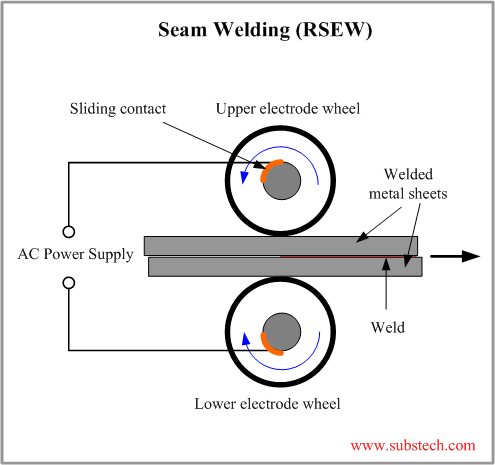 Seam Welding (RSEW)
Sliding contact
Upper electrode wheel
Welded
metal sheets
AC Power Supply
Weld
Lower electrode wheel
www.substech.com